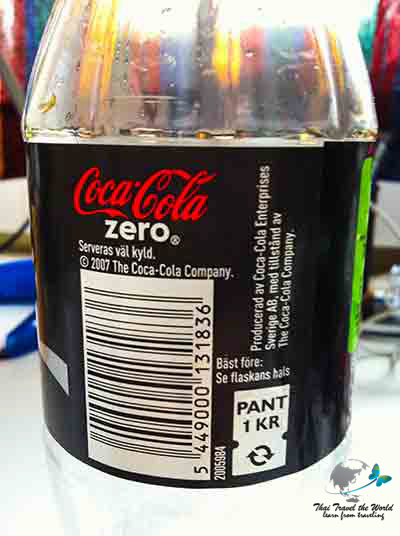 Coca-Cola
zero®
Serveras väl kyld.
© 2007 The Coca-Cola Company.
Producerad av Coca-Cola Enterprises
Sverige AB, med tillstånd av
The Coca-Cola Company.
5 449000 131836
2005984
Bäst före:
Se flaskans hals
PANT
1 KR
Thai Travel the World
learn from traveling